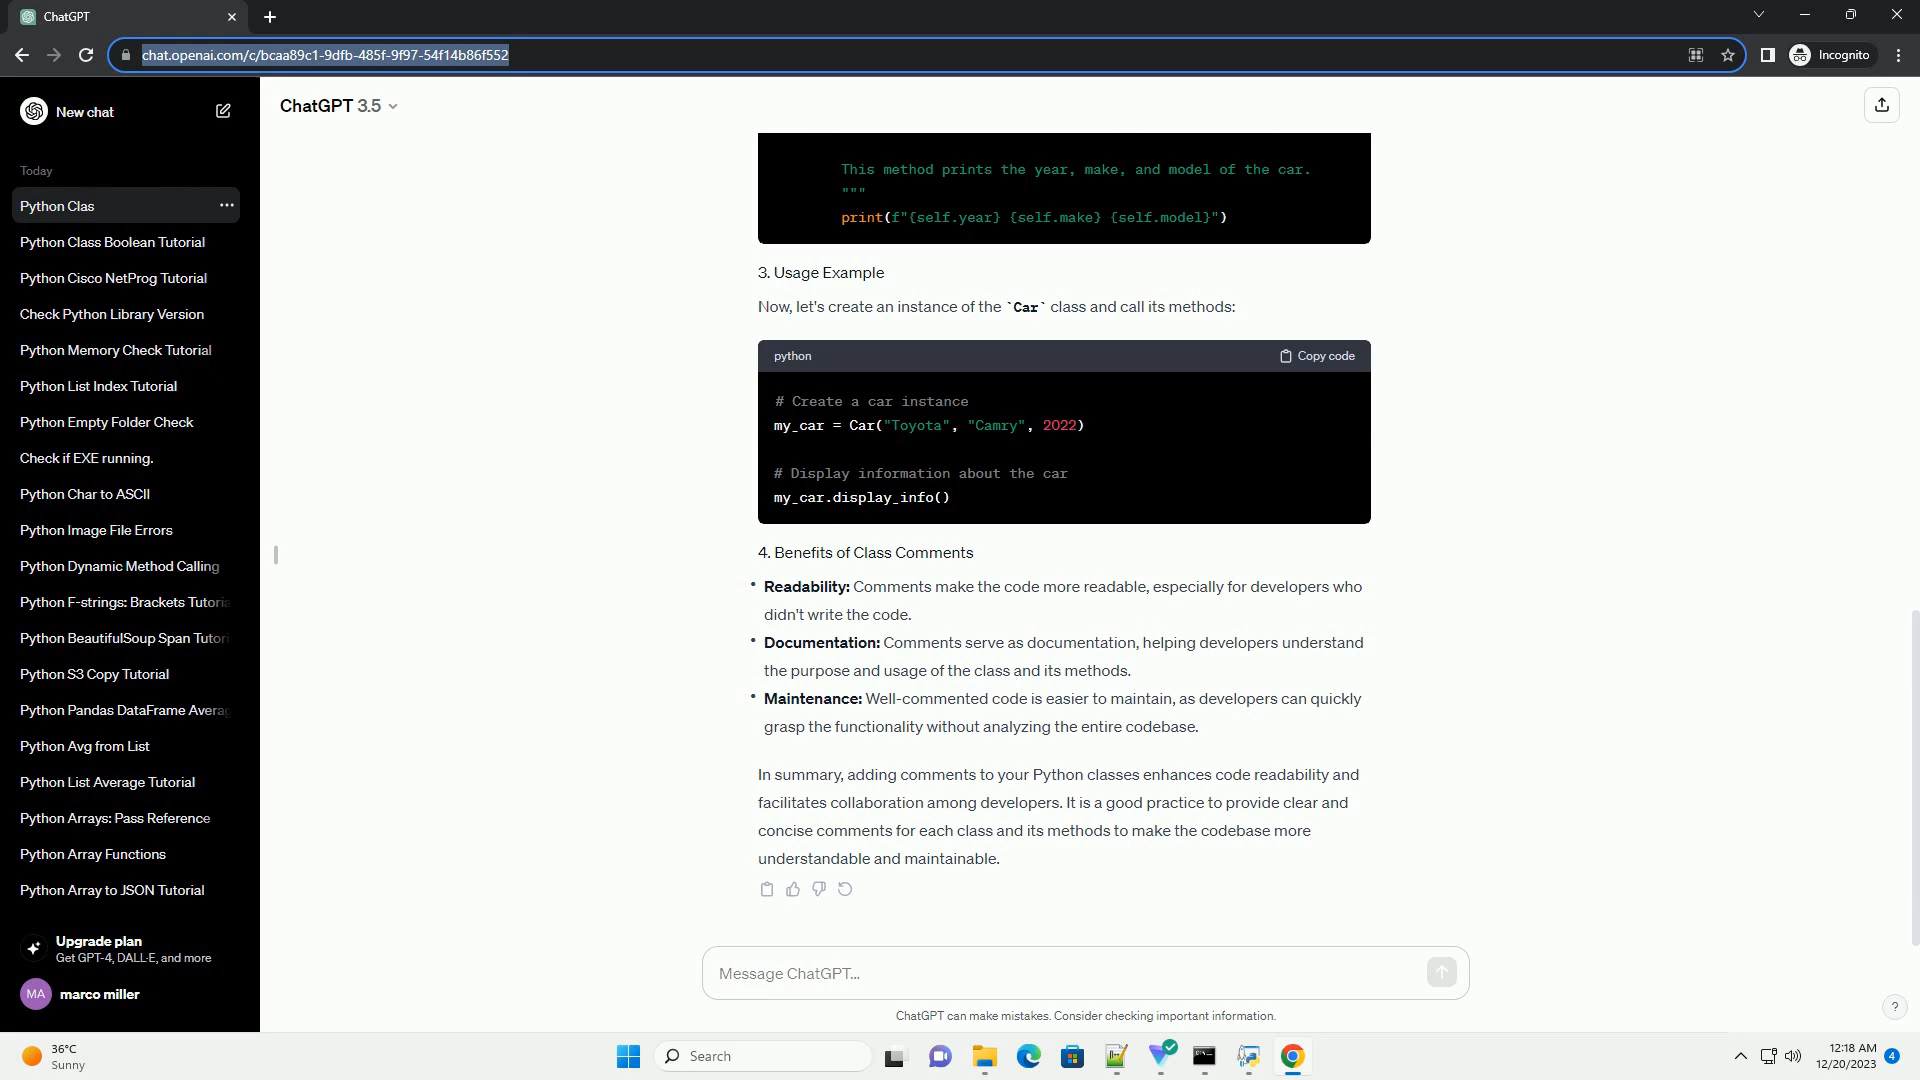 ChatGPT
chat.openai.com/c/bcaa89c1-9dfb-485f-9f97-54f14b86f552
Incognito
New chat
Today
Python Clas
Python Class Boolean Tutorial
Python Cisco NetProg Tutorial
Check Python Library Version
Python Memory Check Tutorial
Python List Index Tutorial
Python Empty Folder Check
Check if EXE running.
Python Char to ASCII
Python Image File Errors
Python Dynamic Method Calling
Python F-strings: Brackets Tutoria
Python BeautifulSoup Span Tutori
Python S3 Copy Tutorial
Python Pandas DataFrame Averag
Python Avg from List
Python List Average Tutorial
Python Arrays: Pass Reference
Python Array Functions
Python Array to JSON Tutorial
Upgrade plan
Get GPT-4, DALL·E, and more
MA marco miller
ChatGPT 3.5
This method prints the year, make, and model of the car.
"""
print(f"{self.year} {self.make} {self.model}")
3. Usage Example
Now, let's create an instance of the `Car` class and call its methods:
python
Copy code
# Create a car instance
my_car = Car("Toyota", "Camry", 2022)
# Display information about the car
my_car.display_info()
4. Benefits of Class Comments
• Readability: Comments make the code more readable, especially for developers who
didn't write the code.
• Documentation: Comments serve as documentation, helping developers understand
the purpose and usage of the class and its methods.
• Maintenance: Well-commented code is easier to maintain, as developers can quickly
grasp the functionality without analyzing the entire codebase.
In summary, adding comments to your Python classes enhances code readability and
facilitates collaboration among developers. It is a good practice to provide clear and
concise comments for each class and its methods to make the codebase more
understandable and maintainable.
Message ChatGPT...
ChatGPT can make mistakes. Consider checking important information.
?
36°C
Sunny
Search
12:18 AM
12/20/2023
4